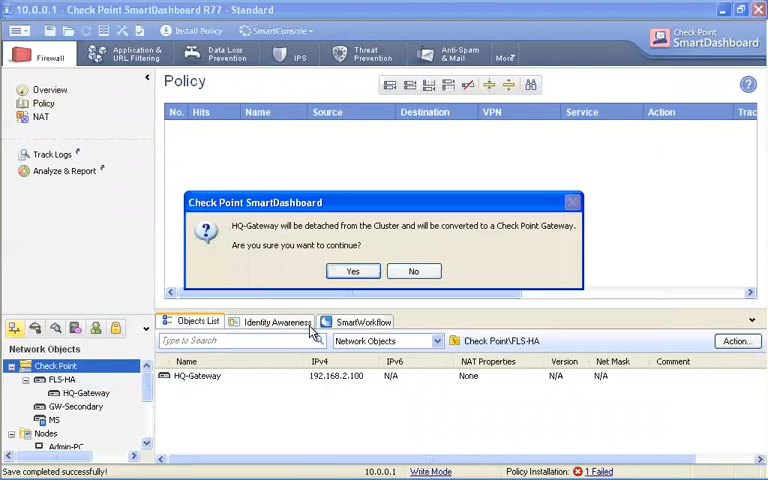 10.0.0.1 - Check Point SmartDashboard R77 - Standard
Install Policy
SmartConsole
Check Point
SmartDashboard
Firewall
Application &
URL Filtering
Data Loss
Prevention
IPS
Threat
Prevention
Anti-Spam
& Mail
More
Overview
Policy
NAT
Track Logs
Analyze & Report
Policy
No. Hits Name Source Destination VPN Service Action Trac
Check Point SmartDashboard
HQ-Gateway will be detached from the Cluster and will be converted to a Check Point Gateway.
Are you sure you want to continue?
Yes No
Objects List Identity Awareness SmartWorkflow
Type to Search Network Objects Check Point\FLS-HA Action...
Name IPv4 IPv6 NAT Properties Version Net Mask Comment
HQ-Gateway 192.168.2.100 N/A None N/A N/A
Network Objects
Check Point
FLS-HA
HQ-Gateway
GW-Secondary
MS
Nodes
Admin-PC
Save completed successfully! 10.0.0.1 Write Mode Policy Installation: 1 Failed